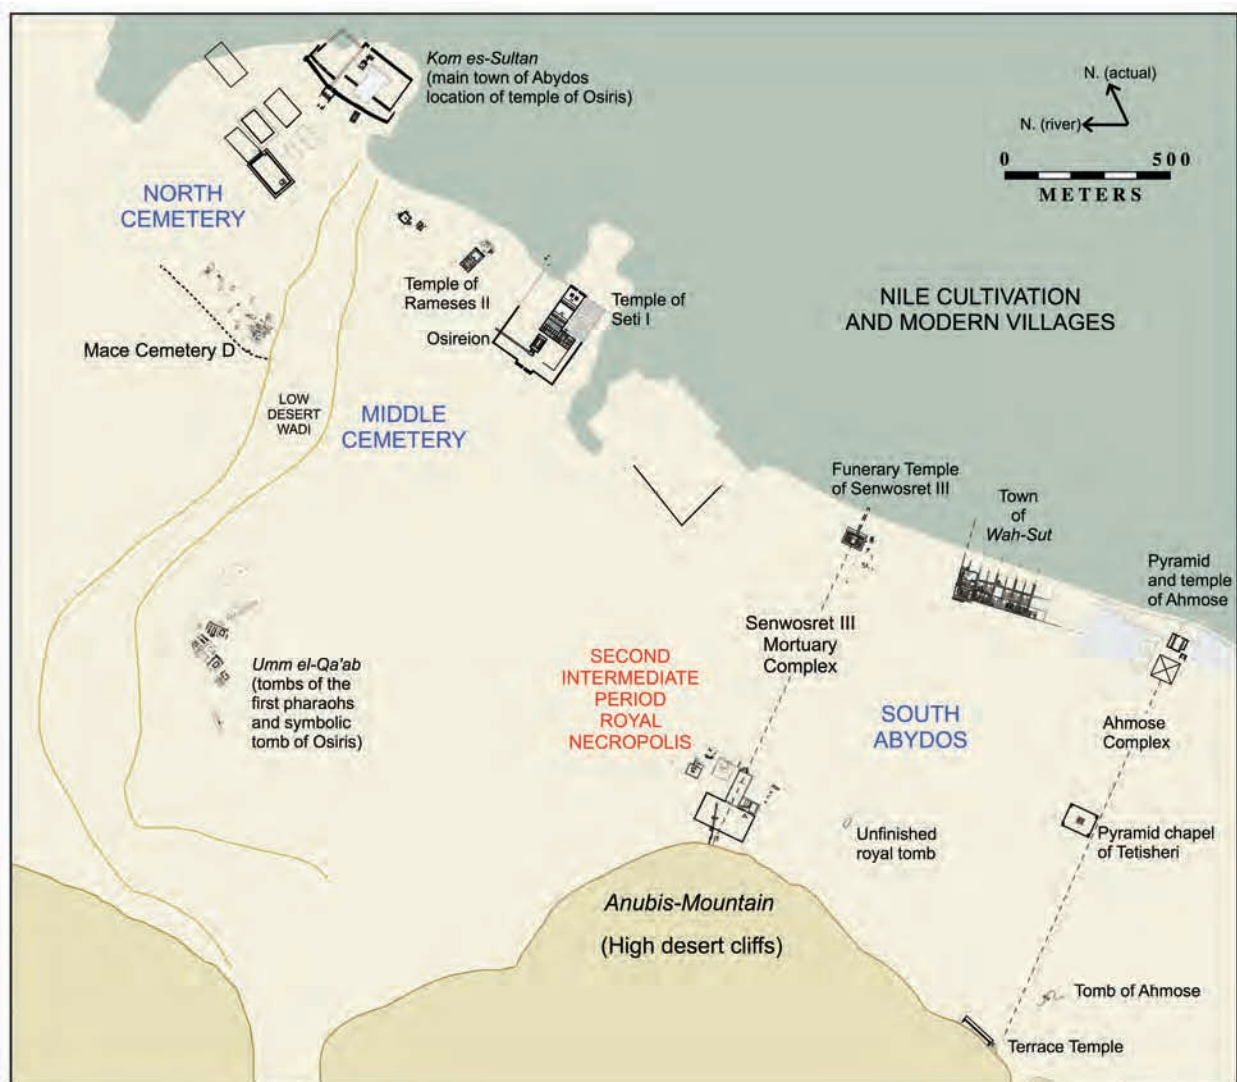 Kom es-Sultan
(main town of Abydos
location of temple of Osiris)
N. (actual)
N. (river)
0 500
METERS
NORTH
CEMETERY
Temple of
Rameses II
Temple of
Seti I
NILE CULTIVATION
AND MODERN VILLAGES
Osireion
Mace Cemetery D
LOW
DESERT
WADI
MIDDLE
CEMETERY
Funerary Temple
of Senwosret III
Town
of
Wah-Sut
Pyramid
and temple
of Ahmose
Umm el-Qa'ab
(tombs of the
first pharaohs
and symbolic
tomb of Osiris)
SECOND
INTERMEDIATE
PERIOD
ROYAL
NECROPOLIS
Senwosret III
Mortuary
Complex
SOUTH
ABYDOS
Ahmose
Complex
Unfinished
royal tomb
Pyramid chapel
of Tetisheri
Anubis-Mountain
(High desert cliffs)
Tomb of Ahmose
Terrace Temple